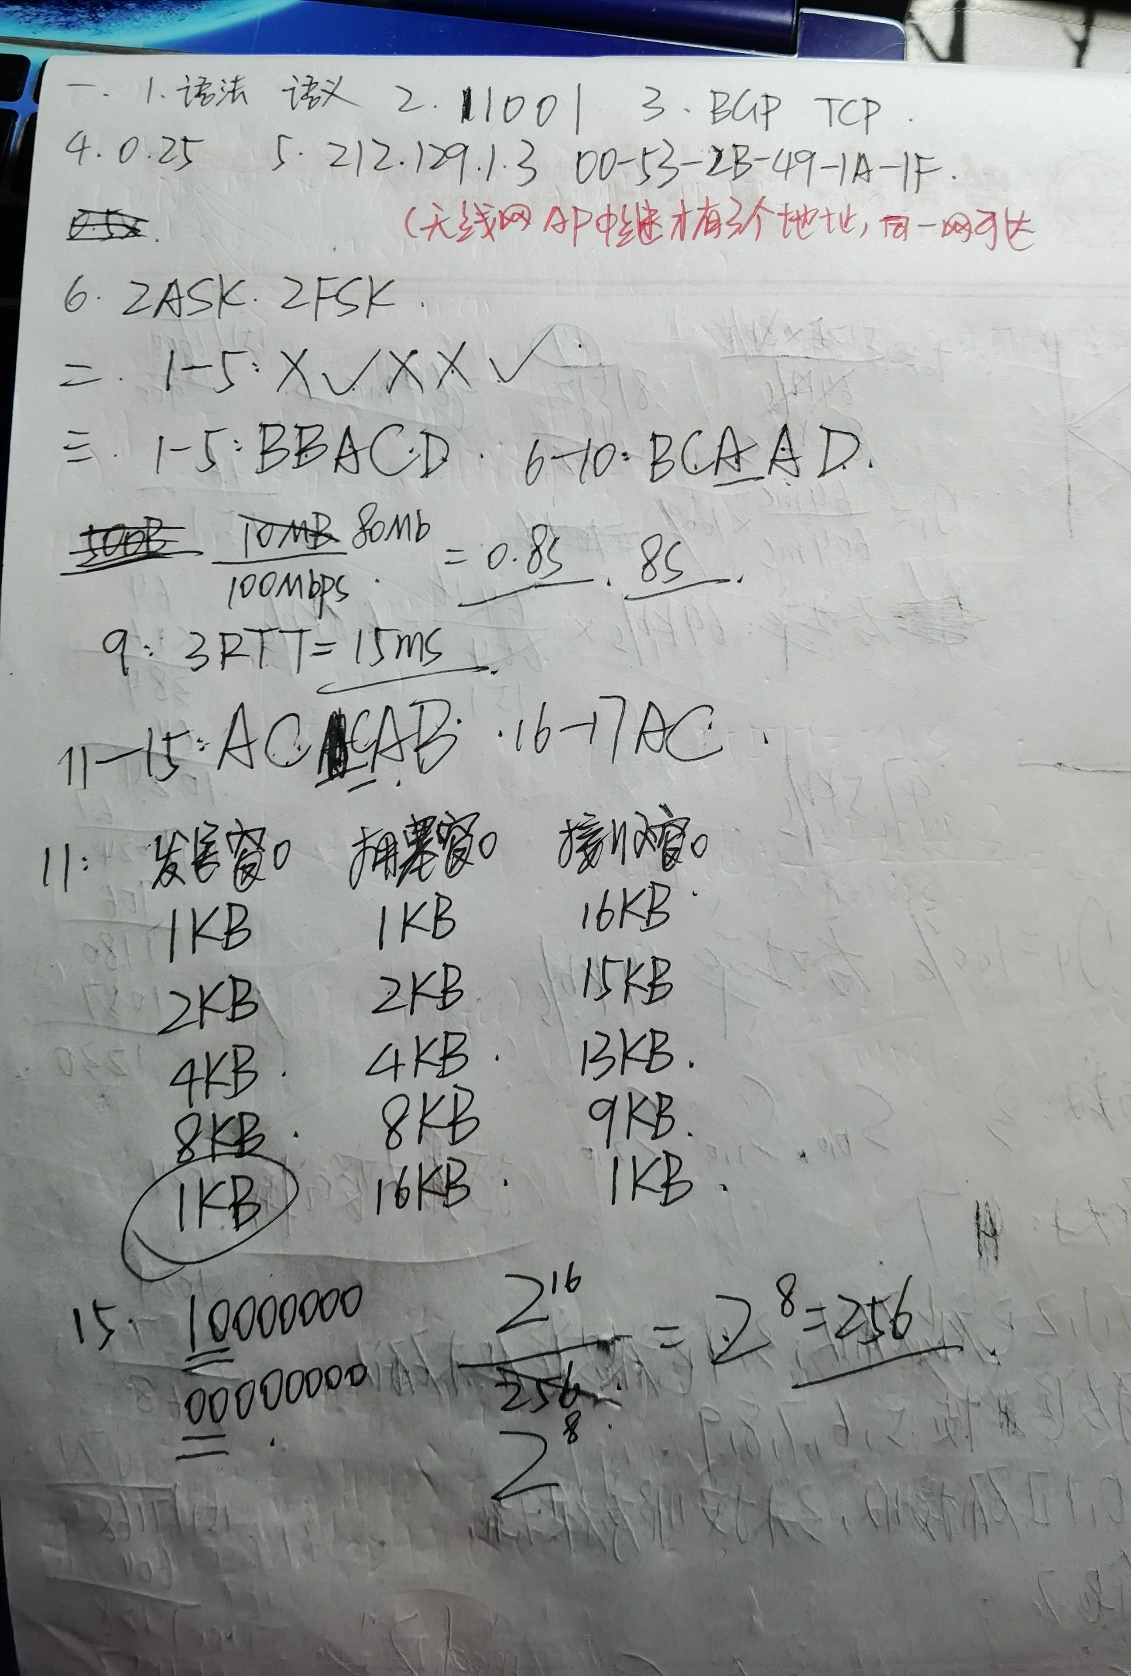 一. 1.语法 语义 2. 11001 3. BGP TCP.
4. 0.25 5. 212.129.1.3 00-53-2B-49-1A-1F.
(无线网AP中继才有三个地址,同一网可达
6. 2ASK. 2FSK.
二. 1-5: X✓XX✓.
三. 1-5: BBACD. 6-10: BCAAD.
500B 10MB 80Mb
100Mbps. = 0.8S. 8S.
9: 3RTT=15ms.
11-15: ACCAB. 16-17AC.
11: 发送窗口 拥塞窗口 接收窗口
1KB 1KB 16KB
2KB 2KB 15KB
4KB. 4KB. 13KB.
8KB. 8KB 9KB.
1KB 16KB. 1KB.
15. 10000000 2^16
00000000. 256 = 2^8=256.
2^8